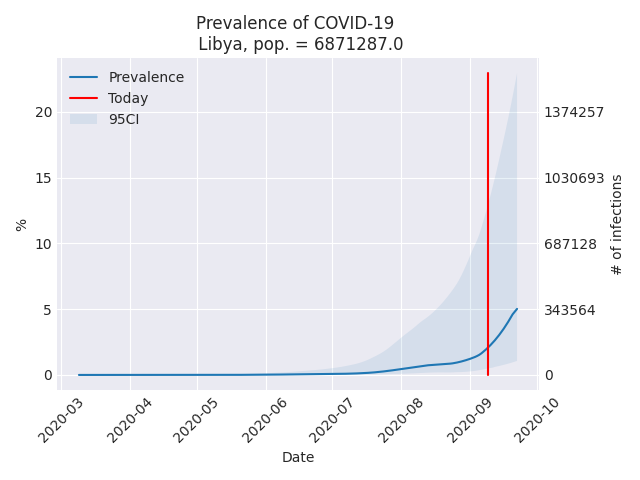 Prevalence of COVID-19
Libya, pop. = 6871287.0
Prevalence
Today
95CI
20
15
10
5
0
%
1374257
1030693
687128
343564
0
# of infections
2020-03
2020-04
2020-05
2020-06
2020-07
2020-08
2020-09
2020-10
Date